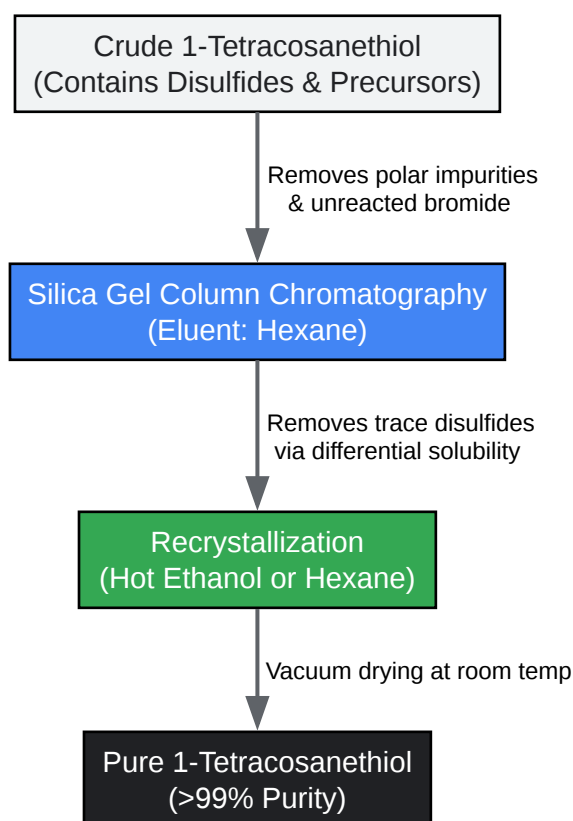 Crude 1-Tetracosanethiol
(Contains Disulfides & Precursors)
Removes polar impurities
& unreacted bromide
Silica Gel Column Chromatography
(Eluent: Hexane)
Removes trace disulfides
via differential solubility
Recrystallization
(Hot Ethanol or Hexane)
Vacuum drying at room temp
Pure 1-Tetracosanethiol
(>99% Purity)